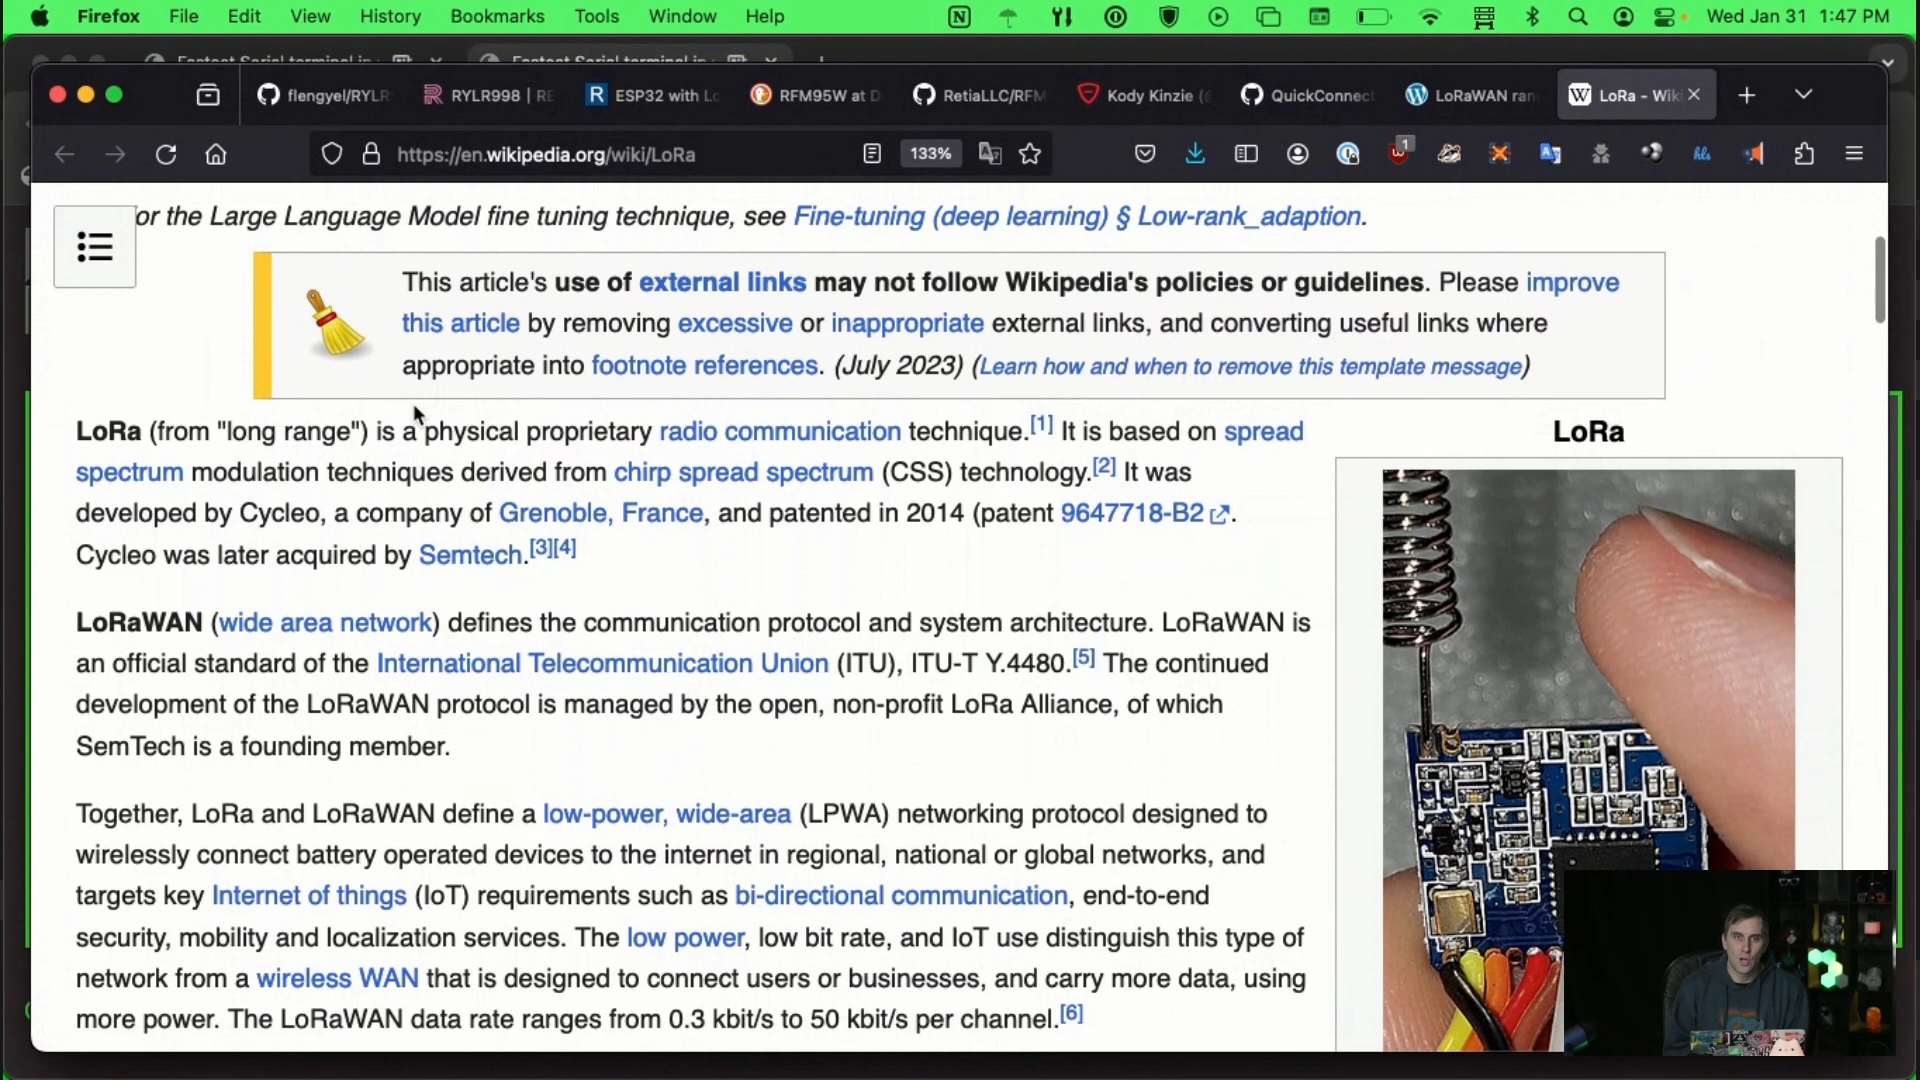 Firefox File Edit View History Bookmarks Tools Window Help Wed Jan 31 1:47 PM
flengyel/RYLR RYLR998 | RE ESP32 with Lo RFM95W at D RetiaLLC/RFM Kody Kinzie ( QuickConnect LoRaWAN ran LoRa - Wiki
https://en.wikipedia.org/wiki/LoRa 133% 1 hls
or the Large Language Model fine tuning technique, see Fine-tuning (deep learning) § Low-rank_adaption.
This article's use of external links may not follow Wikipedia's policies or guidelines. Please improve
this article by removing excessive or inappropriate external links, and converting useful links where
appropriate into footnote references. (July 2023) (Learn how and when to remove this template message)
LoRa (from "long range") is a physical proprietary radio communication technique.[1] It is based on spread
spectrum modulation techniques derived from chirp spread spectrum (CSS) technology.[2] It was
developed by Cycleo, a company of Grenoble, France, and patented in 2014 (patent 9647718-B2.
Cycleo was later acquired by Semtech.[3][4]
LoRaWAN (wide area network) defines the communication protocol and system architecture. LoRaWAN is
an official standard of the International Telecommunication Union (ITU), ITU-T Y.4480.[5] The continued
development of the LoRaWAN protocol is managed by the open, non-profit LoRa Alliance, of which
SemTech is a founding member.
Together, LoRa and LoRaWAN define a low-power, wide-area (LPWA) networking protocol designed to
wirelessly connect battery operated devices to the internet in regional, national or global networks, and
targets key Internet of things (IoT) requirements such as bi-directional communication, end-to-end
security, mobility and localization services. The low power, low bit rate, and IoT use distinguish this type of
network from a wireless WAN that is designed to connect users or businesses, and carry more data, using
more power. The LoRaWAN data rate ranges from 0.3 kbit/s to 50 kbit/s per channel.[6]
LoRa